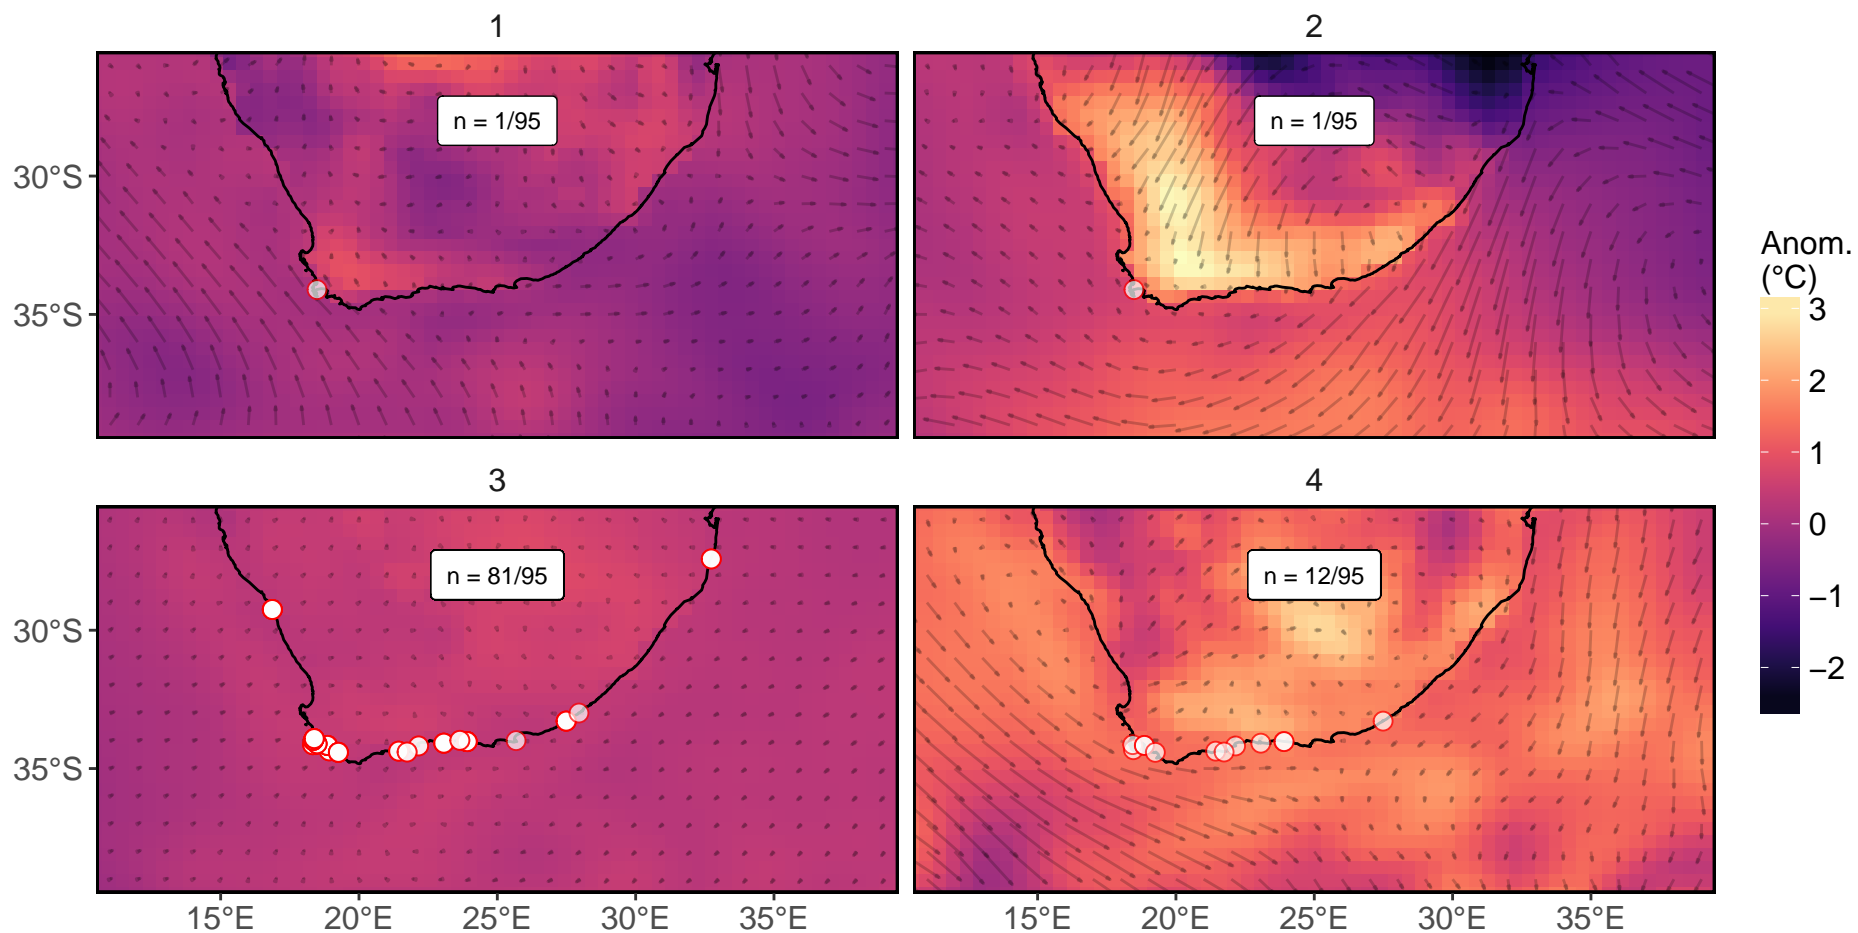 1
2
n = 1/95
n = 1/95
30°S
35°S
Anom.
(°C)
3
2
1
0
−1
−2
3
4
n = 81/95
n = 12/95
30°S
35°S
15°E 20°E 25°E 30°E 35°E
15°E 20°E 25°E 30°E 35°E